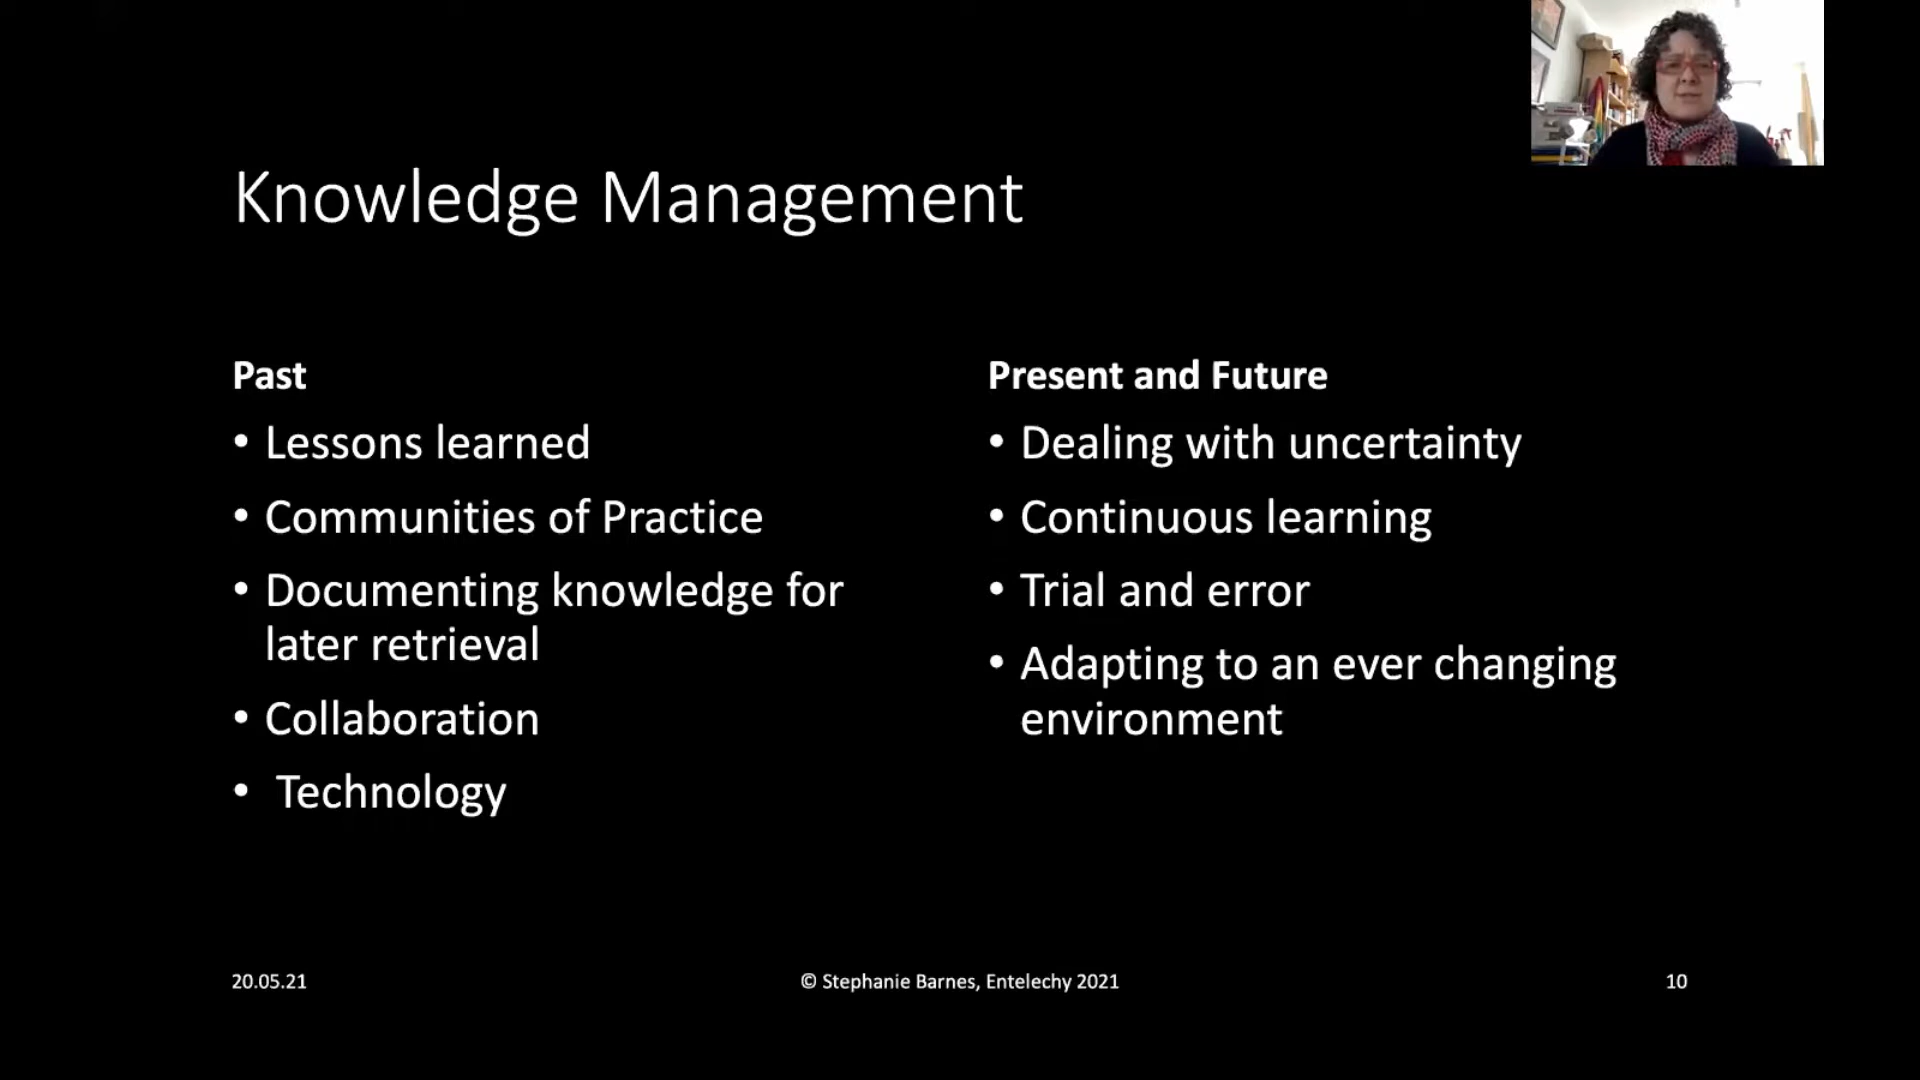 Knowledge Management
Past
• Lessons learned
• Communities of Practice
• Documenting knowledge for
later retrieval
• Collaboration
• Technology
Present and Future
• Dealing with uncertainty
• Continuous learning
• Trial and error
• Adapting to an ever changing
environment
20.05.21
© Stephanie Barnes, Entelechy 2021
10